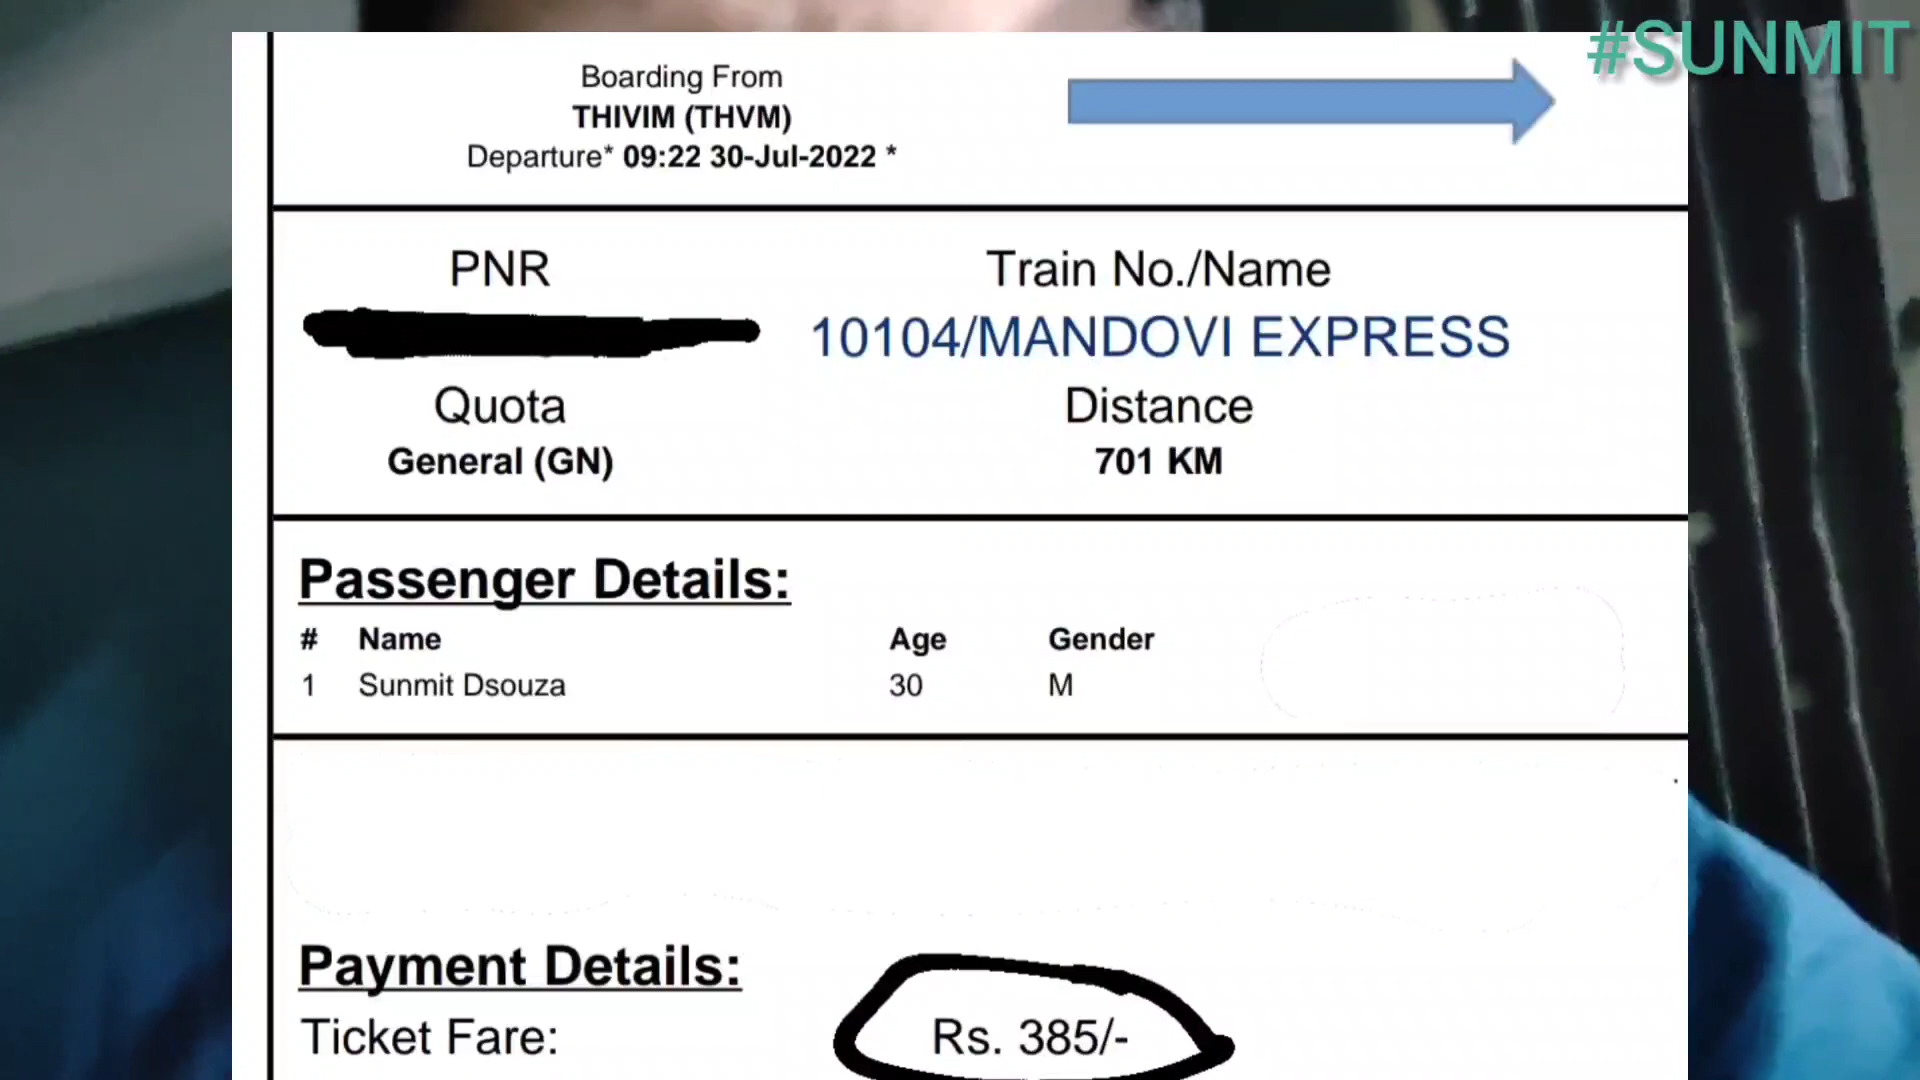 #SUNMIT
Boarding From
THIVIM (THVM)
Departure* 09:22 30-Jul-2022 *
PNR
Train No./Name
10104/MANDOVI EXPRESS
Quota
Distance
General (GN)
701 KM
Passenger Details:
# Name Age Gender
1 Sunmit Dsouza 30 M
Payment Details:
Ticket Fare: Rs. 385/-